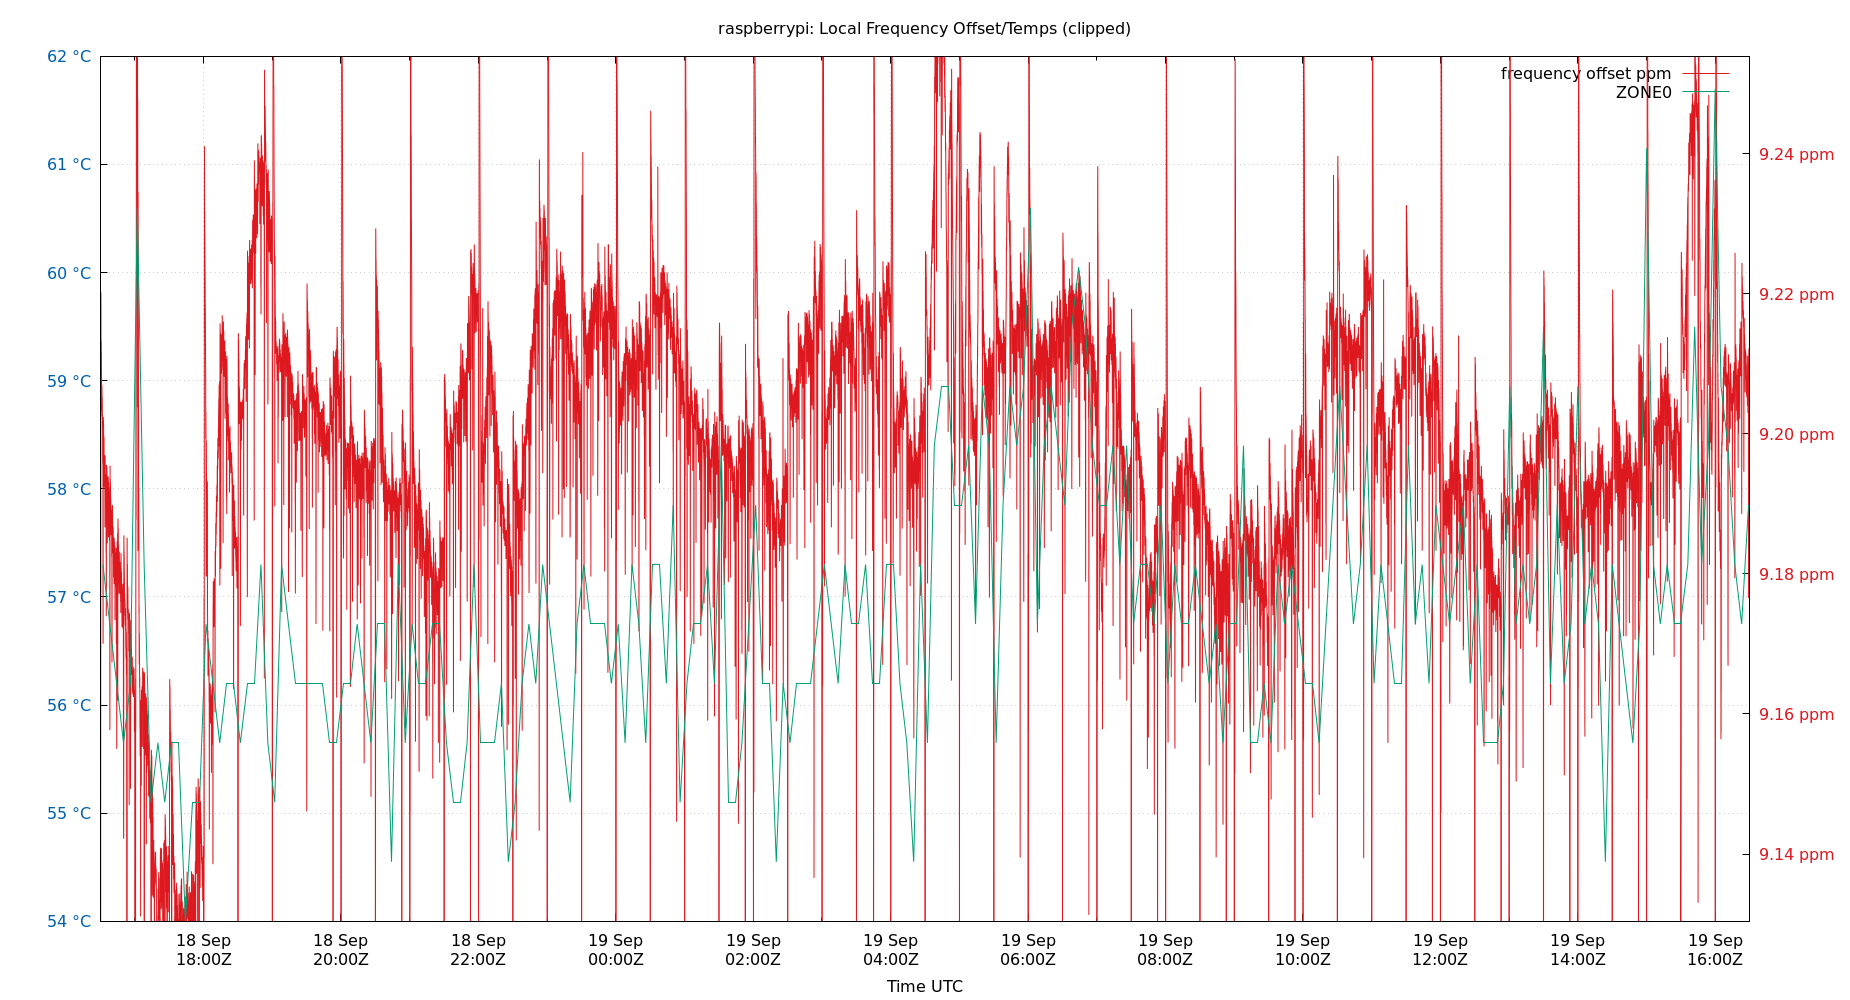 raspberrypi: Local Frequency Offset/Temps (clipped)
62 °C
61 °C
60 °C
59 °C
58 °C
57 °C
56 °C
55 °C
54 °C
frequency offset ppm
ZONE0
9.24 ppm
9.22 ppm
9.20 ppm
9.18 ppm
9.16 ppm
9.14 ppm
18 Sep
18:00Z
18 Sep
20:00Z
18 Sep
22:00Z
19 Sep
00:00Z
19 Sep
02:00Z
19 Sep
04:00Z
19 Sep
06:00Z
19 Sep
08:00Z
19 Sep
10:00Z
19 Sep
12:00Z
19 Sep
14:00Z
19 Sep
16:00Z
Time UTC